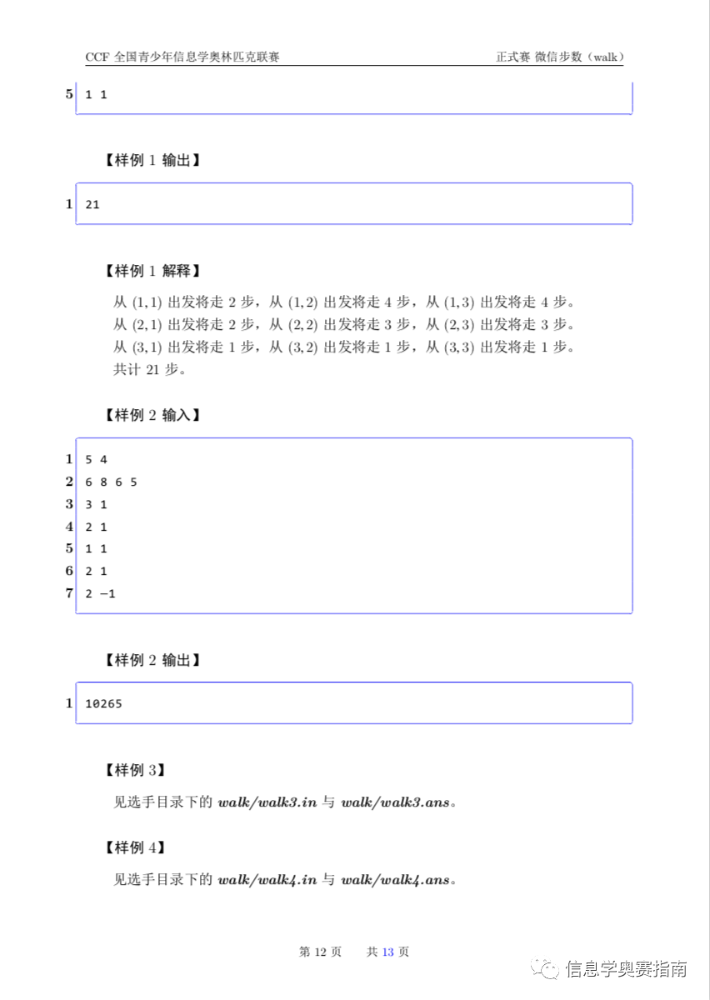 CCF 全国青少年信息学奥林匹克联赛 正式赛 微信步数（walk）
5 1 1
【样例 1 输出】
1 21
【样例 1 解释】
从 (1,1) 出发将走 2 步，从 (1,2) 出发将走 4 步，从 (1,3) 出发将走 4 步。
从 (2,1) 出发将走 2 步，从 (2,2) 出发将走 3 步，从 (2,3) 出发将走 3 步。
从 (3,1) 出发将走 1 步，从 (3,2) 出发将走 1 步，从 (3,3) 出发将走 1 步。
共计 21 步。
【样例 2 输入】
1 5 4
2 6 8 6 5
3 3 1
4 2 1
5 1 1
6 2 1
7 2 −1
【样例 2 输出】
1 10265
【样例 3】
见选手目录下的 walk/walk3.in 与 walk/walk3.ans。
【样例 4】
见选手目录下的 walk/walk4.in 与 walk/walk4.ans。
第 12 页 共 13 页
信息学奥赛指南